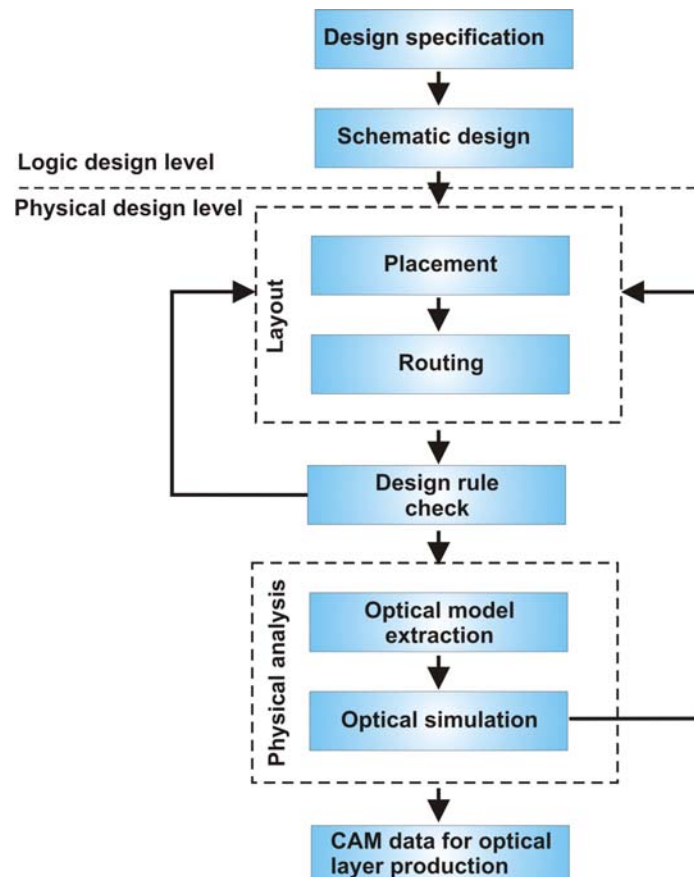 Design specification
Schematic design
Logic design level
Physical design level
Layout
Placement
Routing
Design rule
check
Physical analysis
Optical model
extraction
Optical simulation
CAM data for optical
layer production